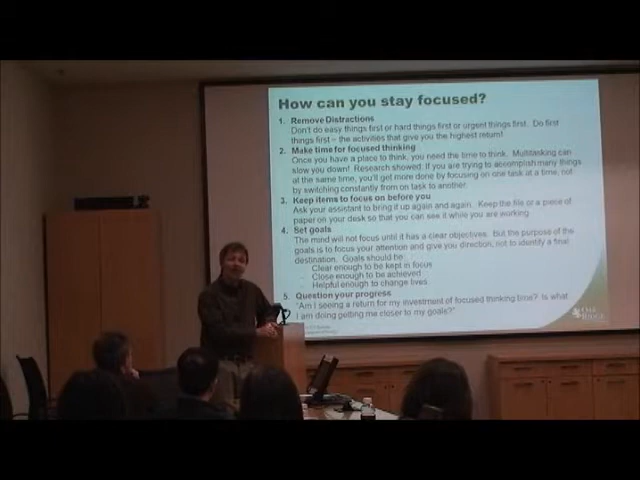 How can you stay focused?
1. Remove Distractions
Don't do easy things first or hard things first or urgent things first. Do first
things first – the activities that give you the highest return!
2. Make time for focused thinking
Once you have a place to think, you need the time to think. Multitasking can
slow you down! Research showed: If you are trying to accomplish many things
at the same time, you'll get more done by focusing on one task at a time, not
by switching constantly from on task to another.
3. Keep items to focus on before you
Ask your assistant to bring it up again and again. Keep the file or a piece of
paper on your desk so that you can see it while you are working.
4. Set goals
The mind will not focus until it has a clear objectives. but the purpose of the
goals is to focus your attention and give you direction, not to identify a final
destination. Goals should be:
- Clear enough to be kept in focus
- Close enough to be achieved
- Helpful enough to change lives
5. Question your progress
"Am I seeing a return for my investment of focused thinking time? Is what
I am doing getting me closer to my goals?"